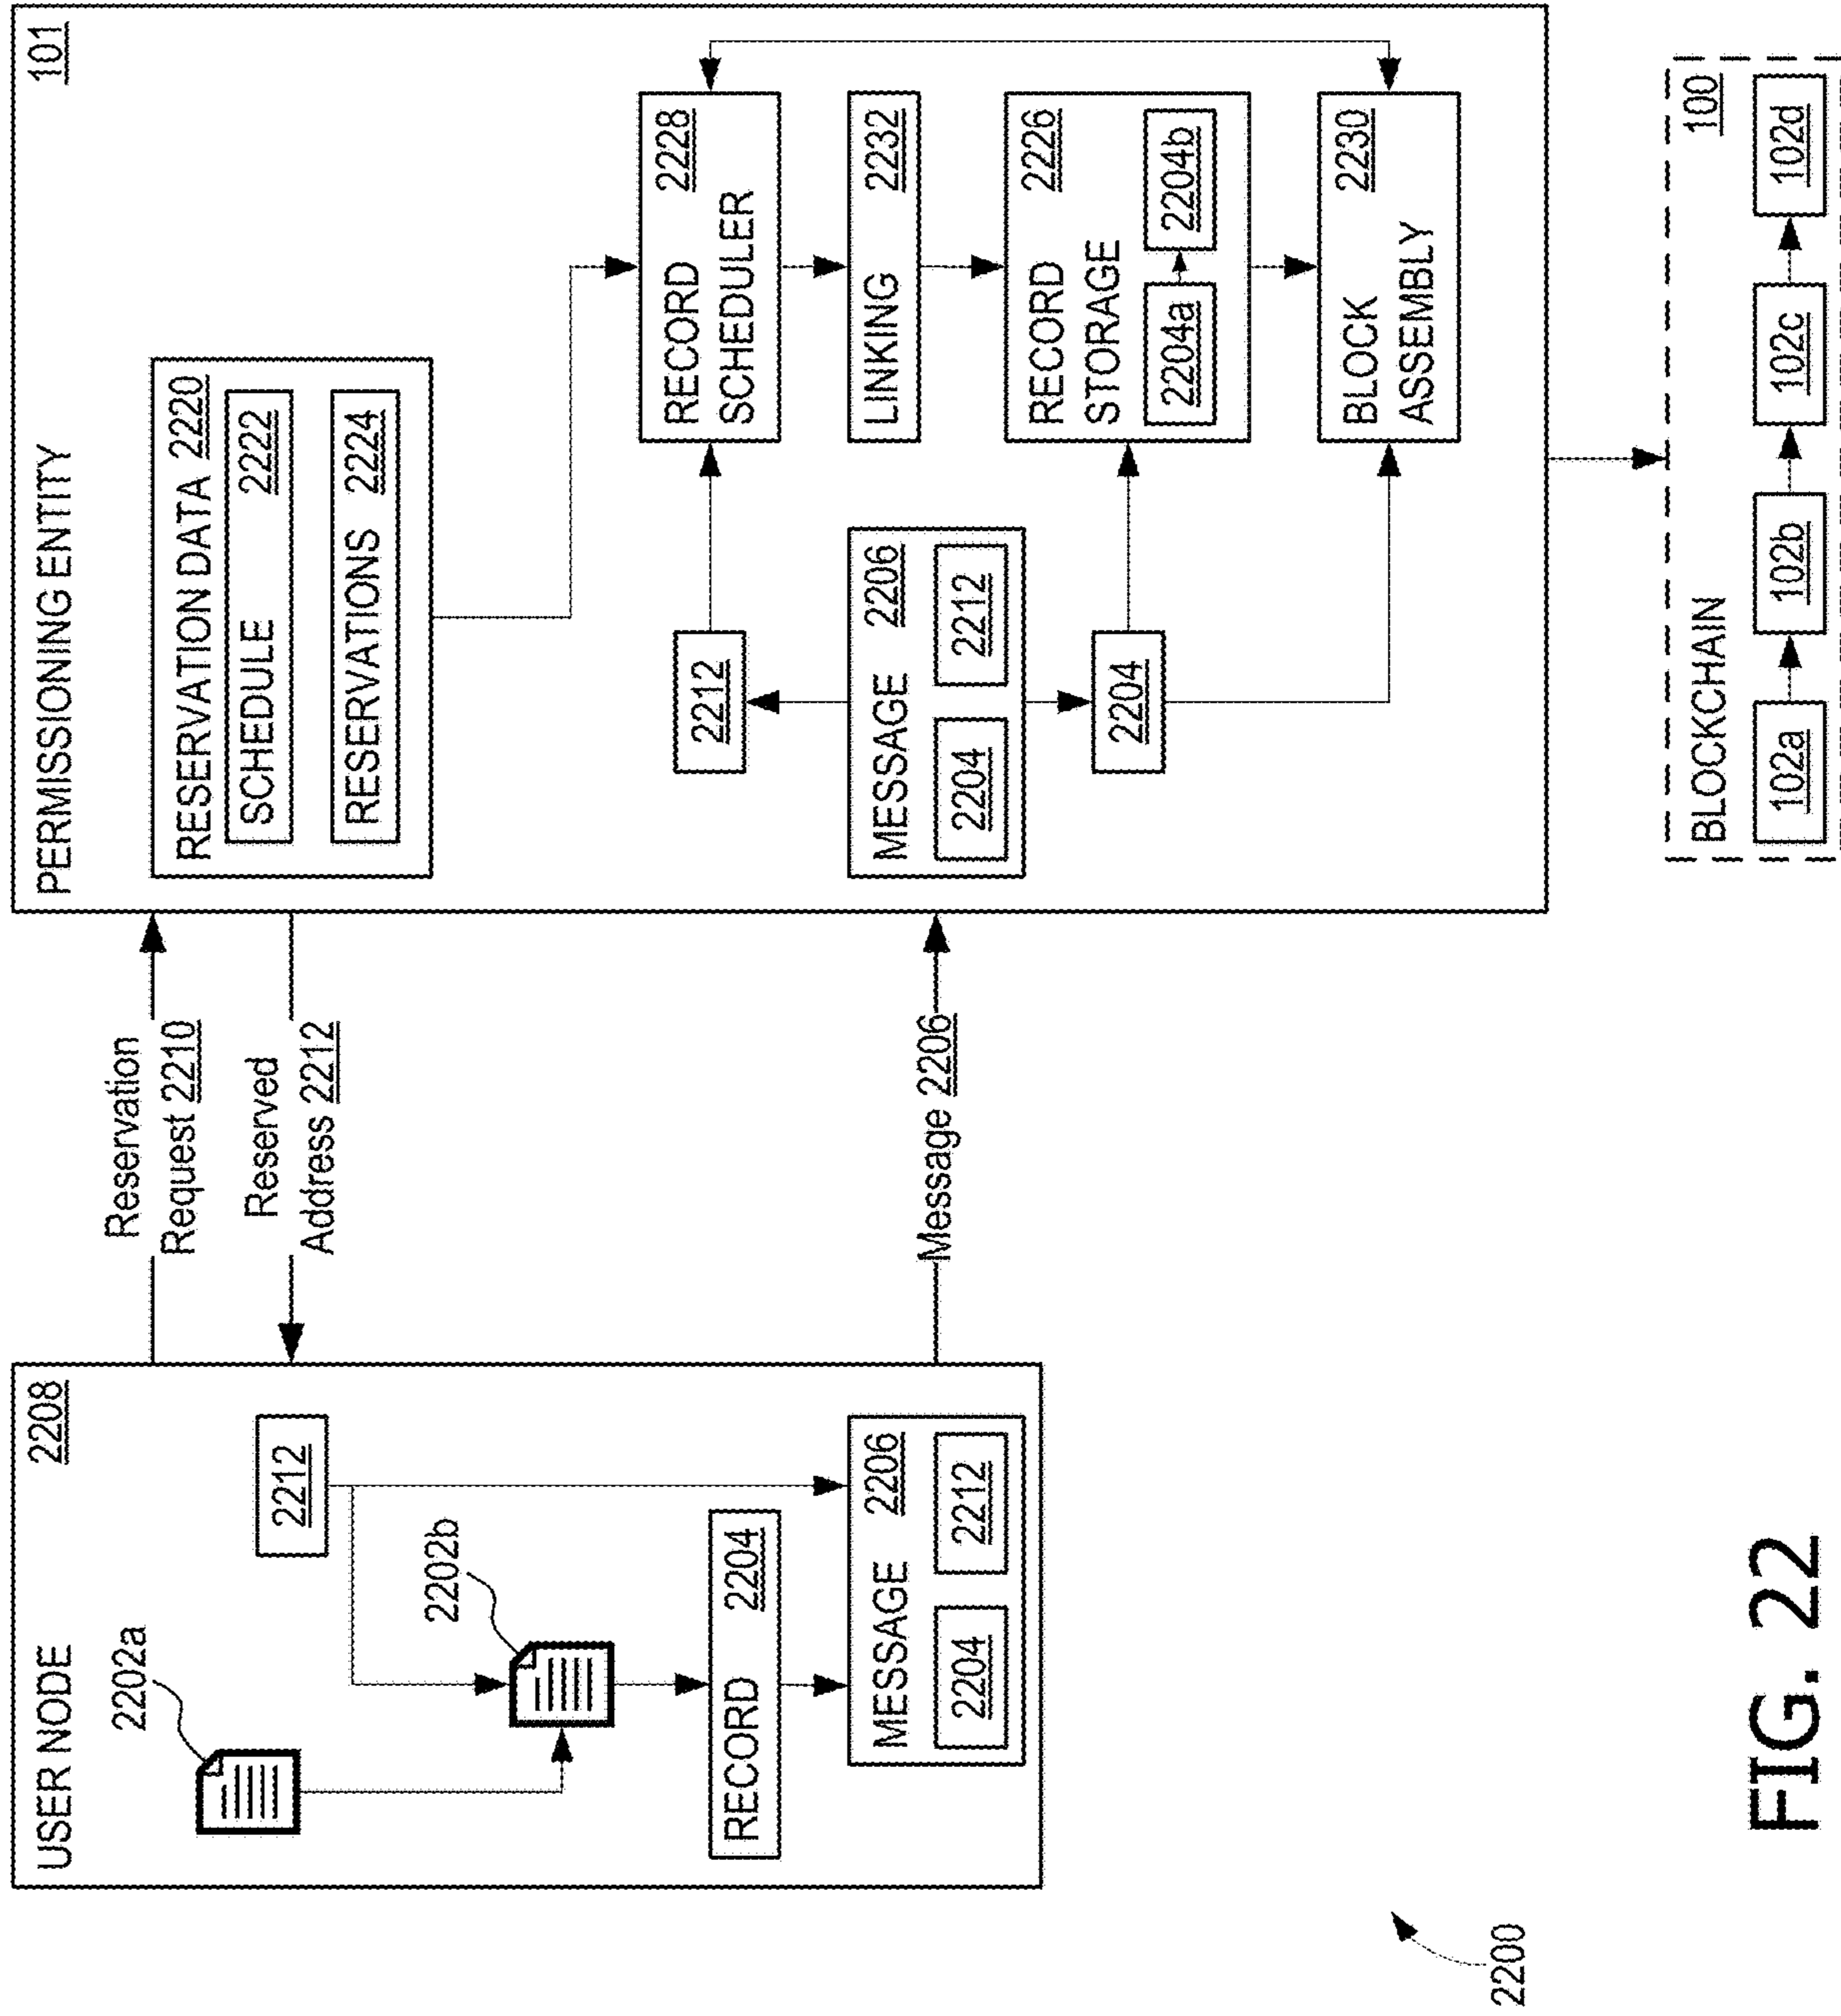 USER NODE 2208
2202a
2212
2202b
RECORD 2204
MESSAGE 2206
2204 2212
Reservation
Request 2210
Reserved
Address 2212
Message 2206
PERMISSIONING ENTITY 101
RESERVATION DATA 2220
SCHEDULE 2222
RESERVATIONS 2224
2212
MESSAGE 2206
2204 2212
2204
RECORD 2228
SCHEDULER
LINKING 2232
RECORD 2226
STORAGE
2204a 2204b
BLOCK 2230
ASSEMBLY
BLOCKCHAIN 100
102a 102b 102c 102d
2200
FIG. 22